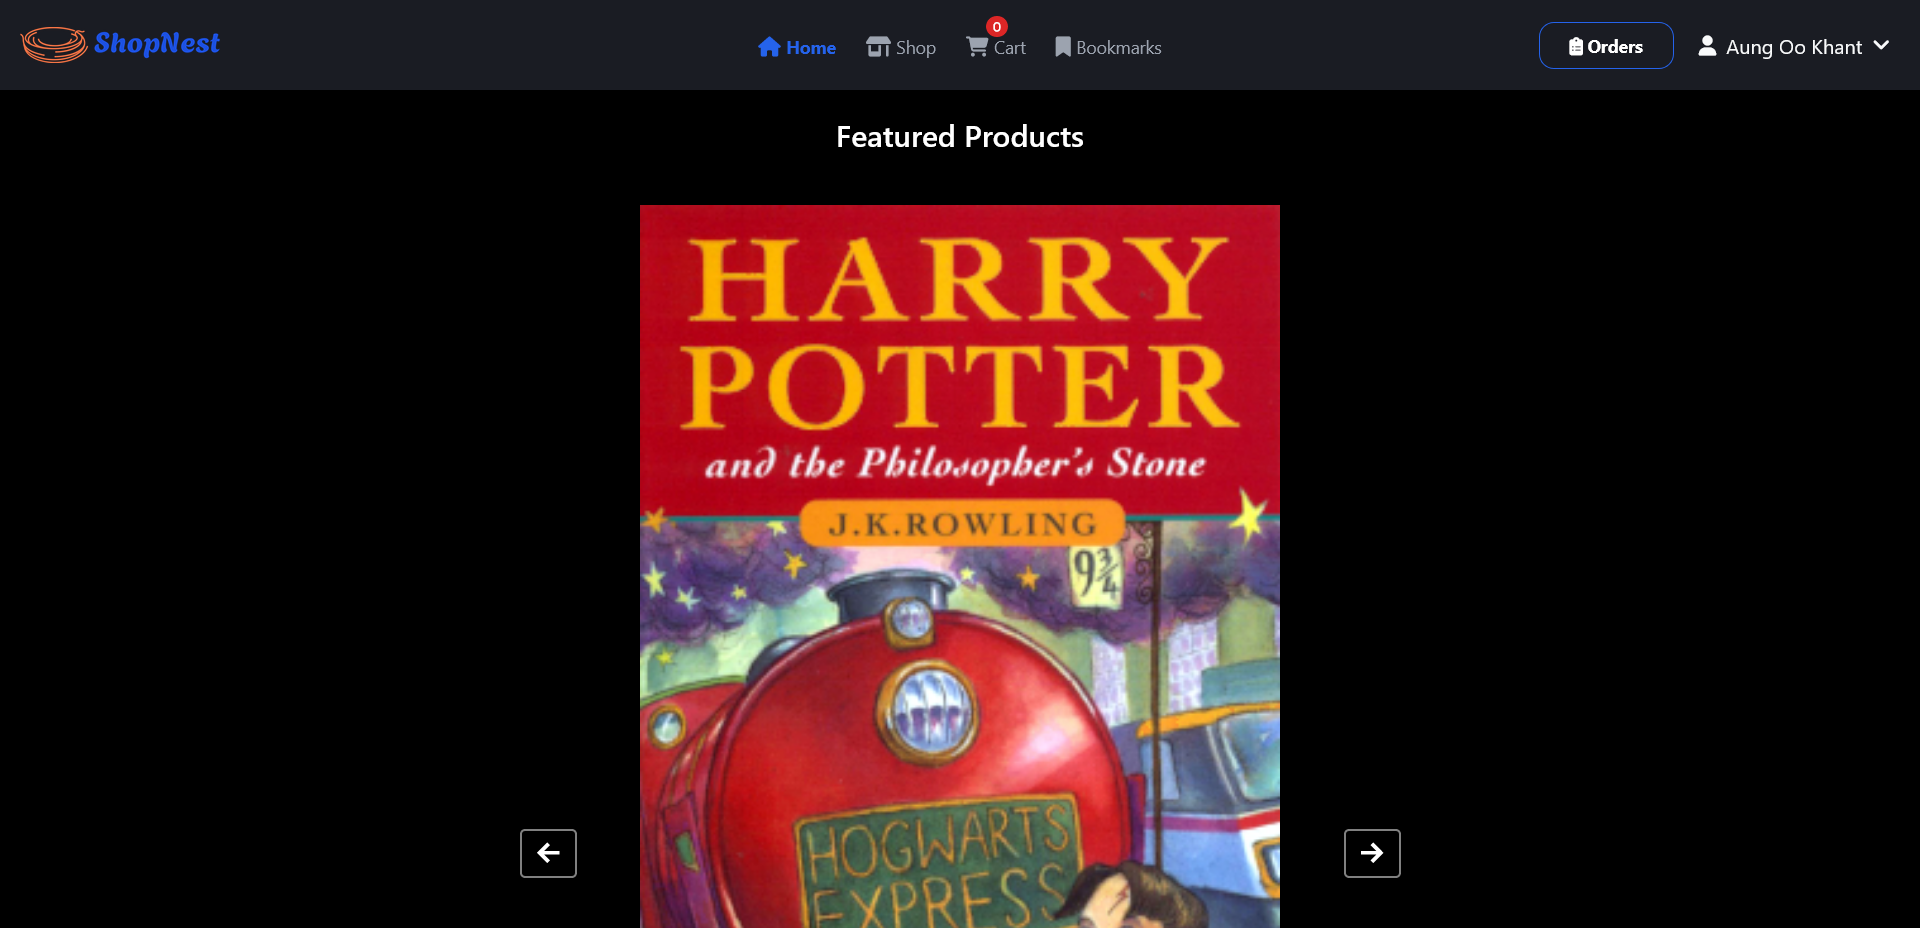 ShopNest
Home
Shop
0
Cart
Bookmarks
Orders
Aung Oo Khant
Featured Products
HARRY
POTTER
and the Philosopher's Stone
J.K.ROWLING
9¾
HOGWARTS
EXPRESS